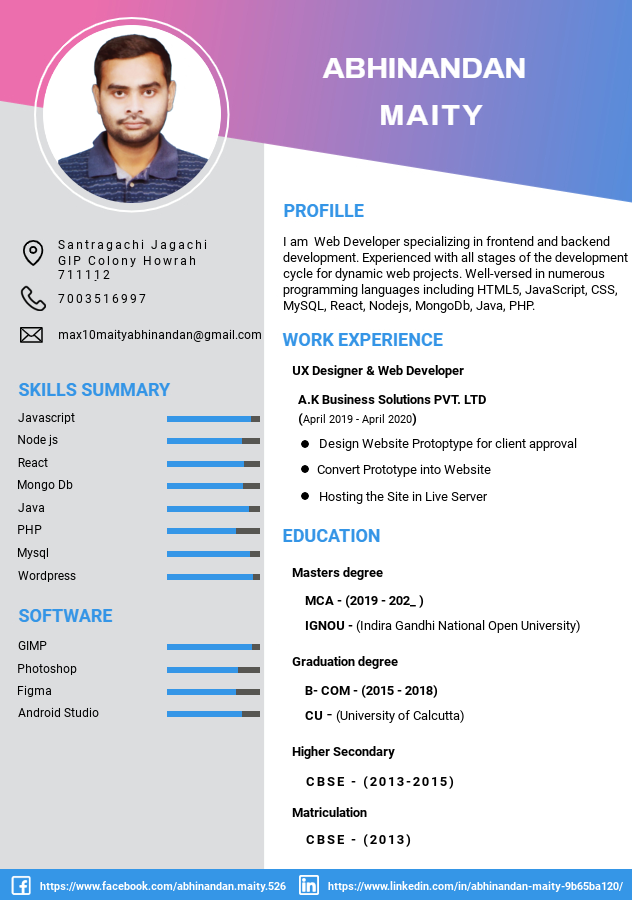 ABHINANDAN
MAITY
Santragachi Jagachi
GIP Colony Howrah
711112
7003516997
max10maityabhinandan@gmail.com
SKILLS SUMMARY
Javascript
Node js
React
Mongo Db
Java
PHP
Mysql
Wordpress
SOFTWARE
GIMP
Photoshop
Figma
Android Studio
PROFILLE
I am Web Developer specializing in frontend and backend
development. Experienced with all stages of the development
cycle for dynamic web projects. Well-versed in numerous
programming languages including HTML5, JavaScript, CSS,
MySQL, React, Nodejs, MongoDb, Java, PHP.
WORK EXPERIENCE
UX Designer & Web Developer
A.K Business Solutions PVT. LTD
(April 2019 - April 2020)
● Design Website Protoptype for client approval
● Convert Prototype into Website
● Hosting the Site in Live Server
EDUCATION
Masters degree
MCA - (2019 - 202_ )
IGNOU - (Indira Gandhi National Open University)
Graduation degree
B- COM - (2015 - 2018)
CU - (University of Calcutta)
Higher Secondary
CBSE - (2013-2015)
Matriculation
CBSE - (2013)
https://www.facebook.com/abhinandan.maity.526
https://www.linkedin.com/in/abhinandan-maity-9b65ba120/